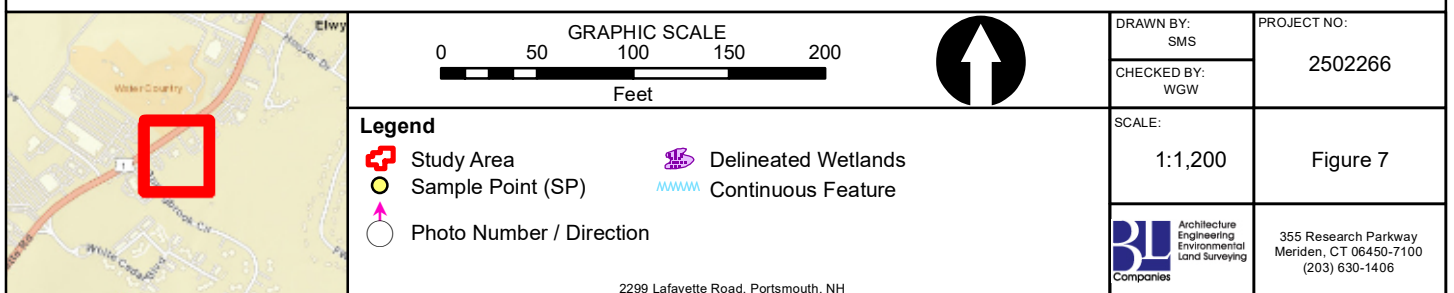 Elwy
Hoover Dr
Water Country
1
White Cedar Blvd
GRAPHIC SCALE
0 50 100 150 200
Feet
Legend
Study Area
Sample Point (SP)
Photo Number / Direction
Delineated Wetlands
Continuous Feature
2299 Lafayette Road, Portsmouth, NH
DRAWN BY:
SMS
CHECKED BY:
WGW
PROJECT NO:
2502266
SCALE:
1:1,200
Figure 7
BL
Companies
Architecture
Engineering
Environmental
Land Surveying
355 Research Parkway
Meriden, CT 06450-7100
(203) 630-1406